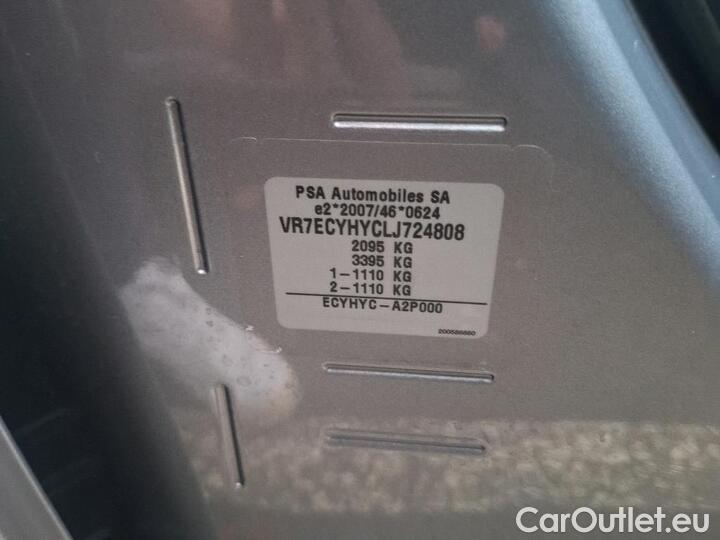 PSA Automobiles SA
e2*2007/46*0624
VR7ECYHYCLJ724808
2095 KG
3395 KG
1-1110 KG
2-1110 KG
ECYHYC-A2P000
200586860
CarOutlet.eu